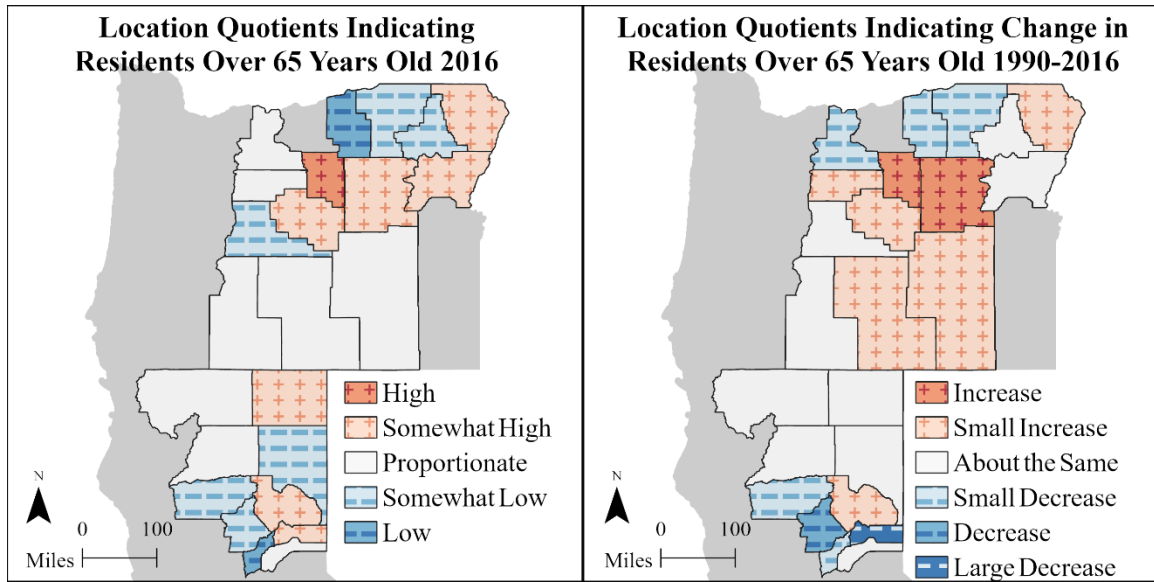 Location Quotients Indicating
Residents Over 65 Years Old 2016
High
Somewhat High
Proportionate
Somewhat Low
Low
N
0 100
Miles
Location Quotients Indicating Change in
Residents Over 65 Years Old 1990-2016
Increase
Small Increase
About the Same
Small Decrease
Decrease
Large Decrease
N
0 100
Miles